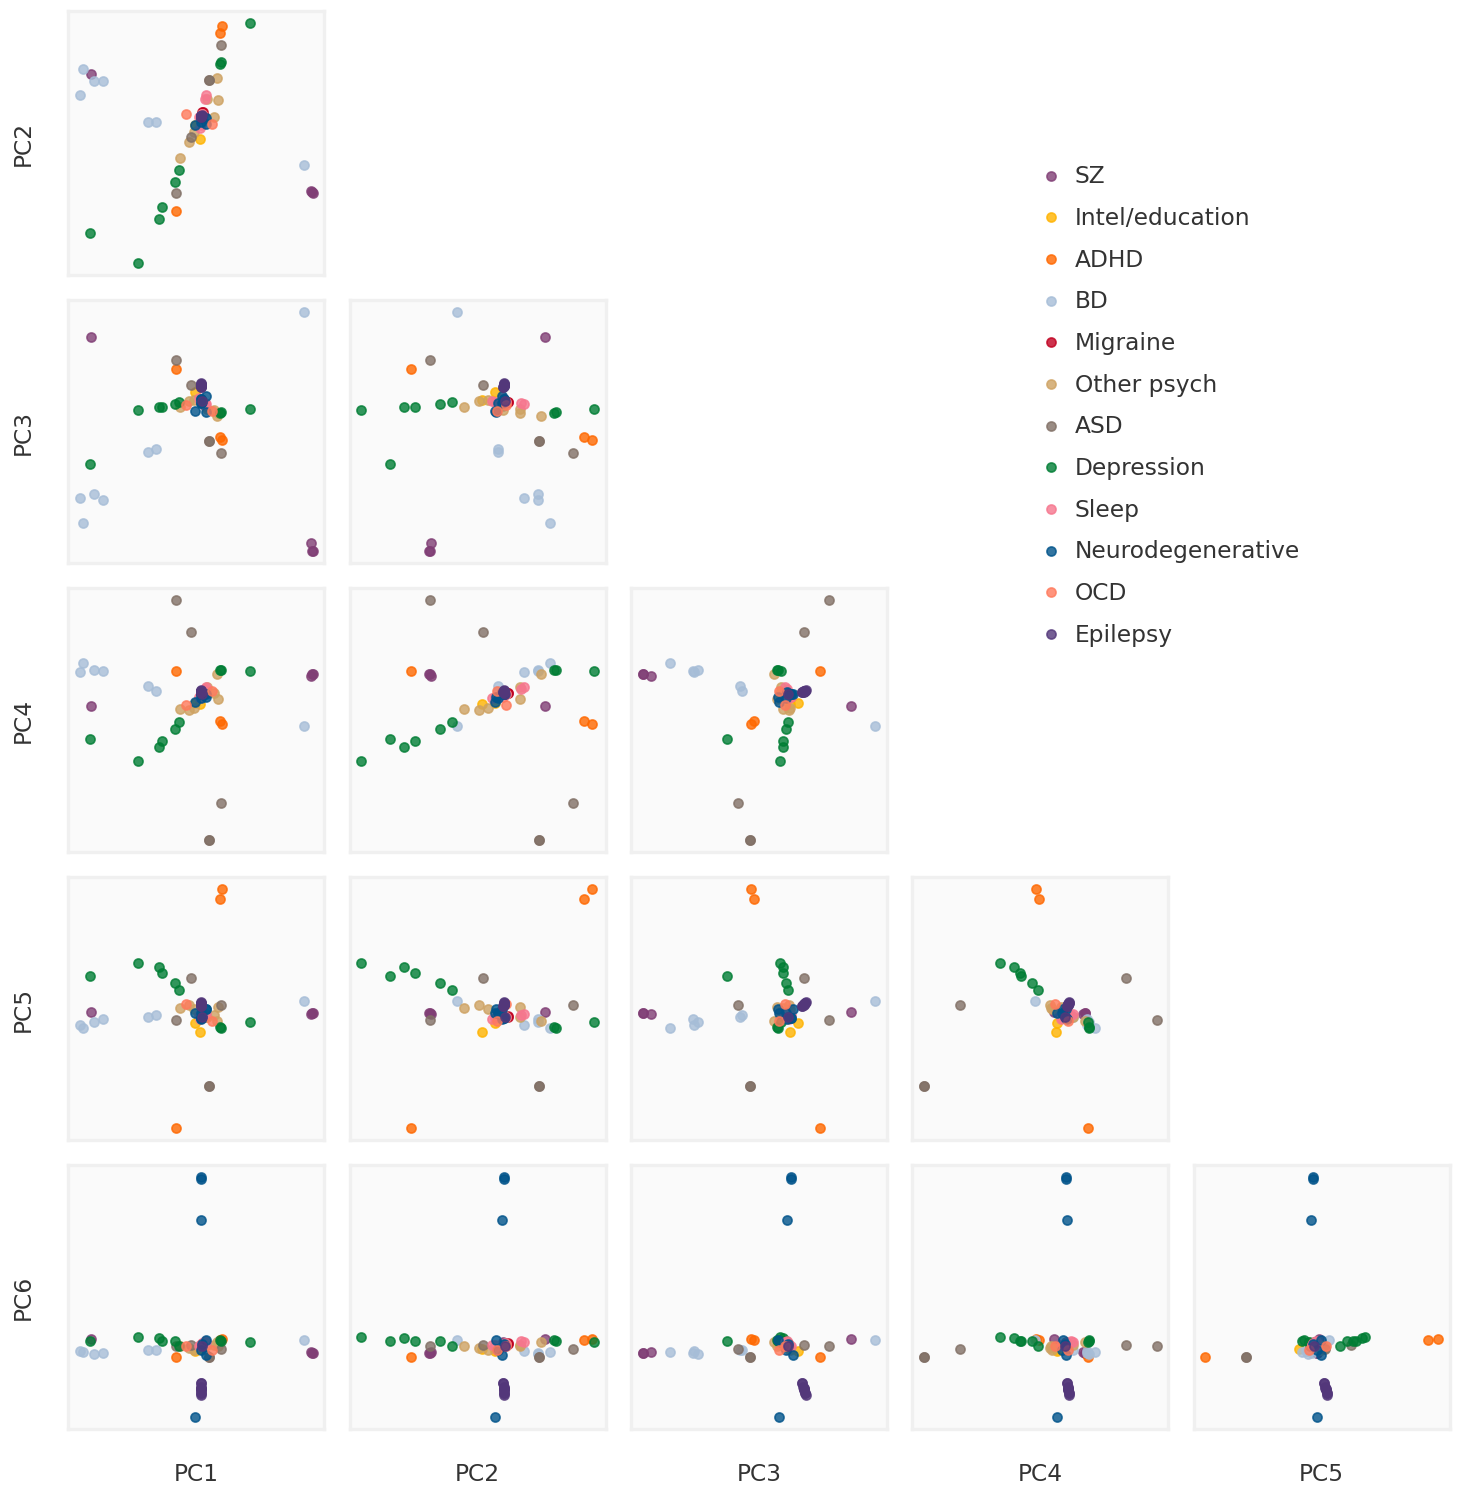 PC2
SZ
Intel/education
ADHD
BD
Migraine
Other psych
ASD
Depression
Sleep
Neurodegenerative
OCD
Epilepsy
PC3
PC4
PC5
PC6
PC1
PC2
PC3
PC4
PC5